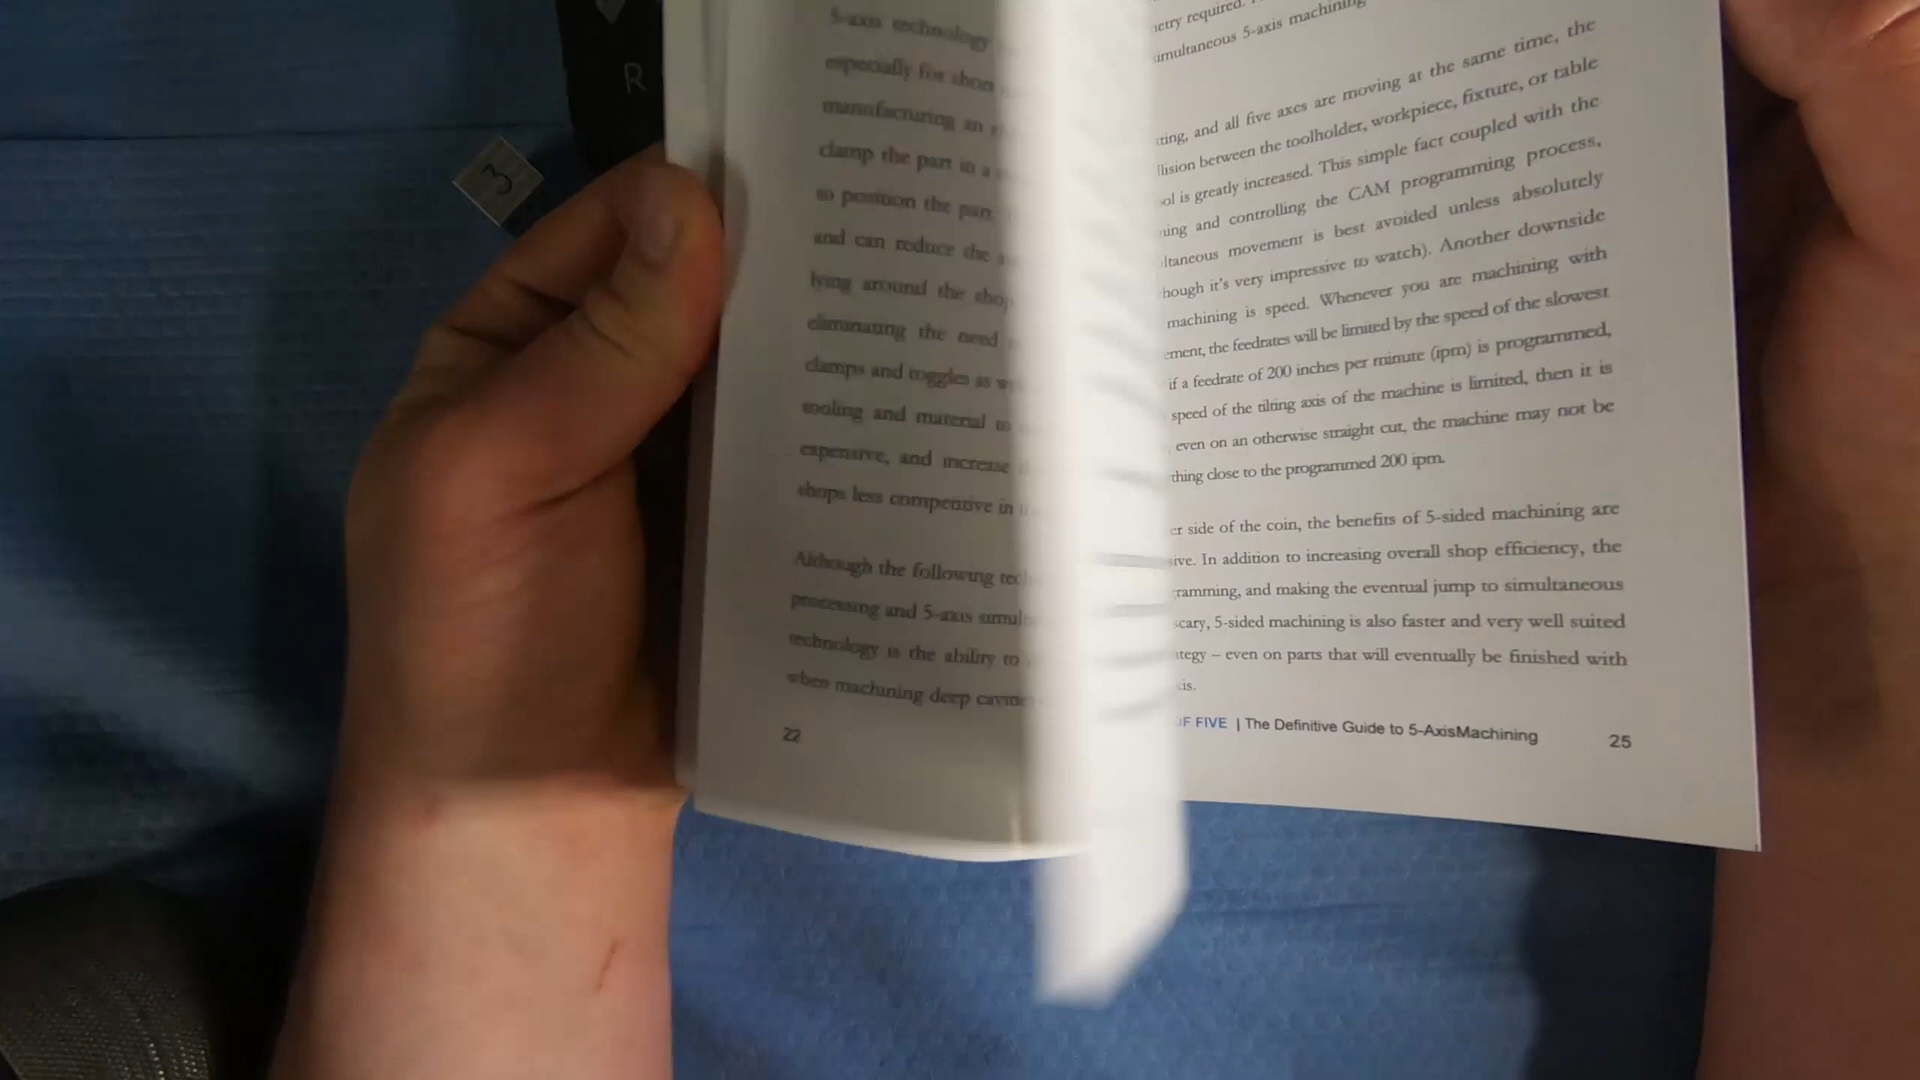 R
3
5-axis technology
especially for short
manufacturing an
clamp the part in a
to position the part.
and can reduce the
lying around the shop
eliminating the need
clamps and toggles as
tooling and material to
expensive, and increase
shops less competitive in
Although the following
processing and 5-axis
technology is the ability to
when machining deep
22
required.
simultaneous 5-axis machining
and all five axes are moving at the same time, the
between the toolholder, workpiece, fixture, or table
is greatly increased. This simple fact coupled with the
and controlling the CAM programming process,
movement is best avoided unless absolutely
hough it's very impressive to watch). Another downside
machining is speed. Whenever you are machining with
ement, the feedrates will be limited by the speed of the slowest
if a feedrate of 200 inches per minute (ipm) is programmed,
speed of the tilting axis of the machine is limited, then it is
even on an otherwise straight cut, the machine may not be
thing close to the programmed 200 ipm.
er side of the coin, the benefits of 5-sided machining are
sive. In addition to increasing overall shop efficiency, the
ramming, and making the eventual jump to simultaneous
scary, 5-sided machining is also faster and very well suited
tegy – even on parts that will eventually be finished with
is.
OF FIVE | The Definitive Guide to 5-AxisMachining 25